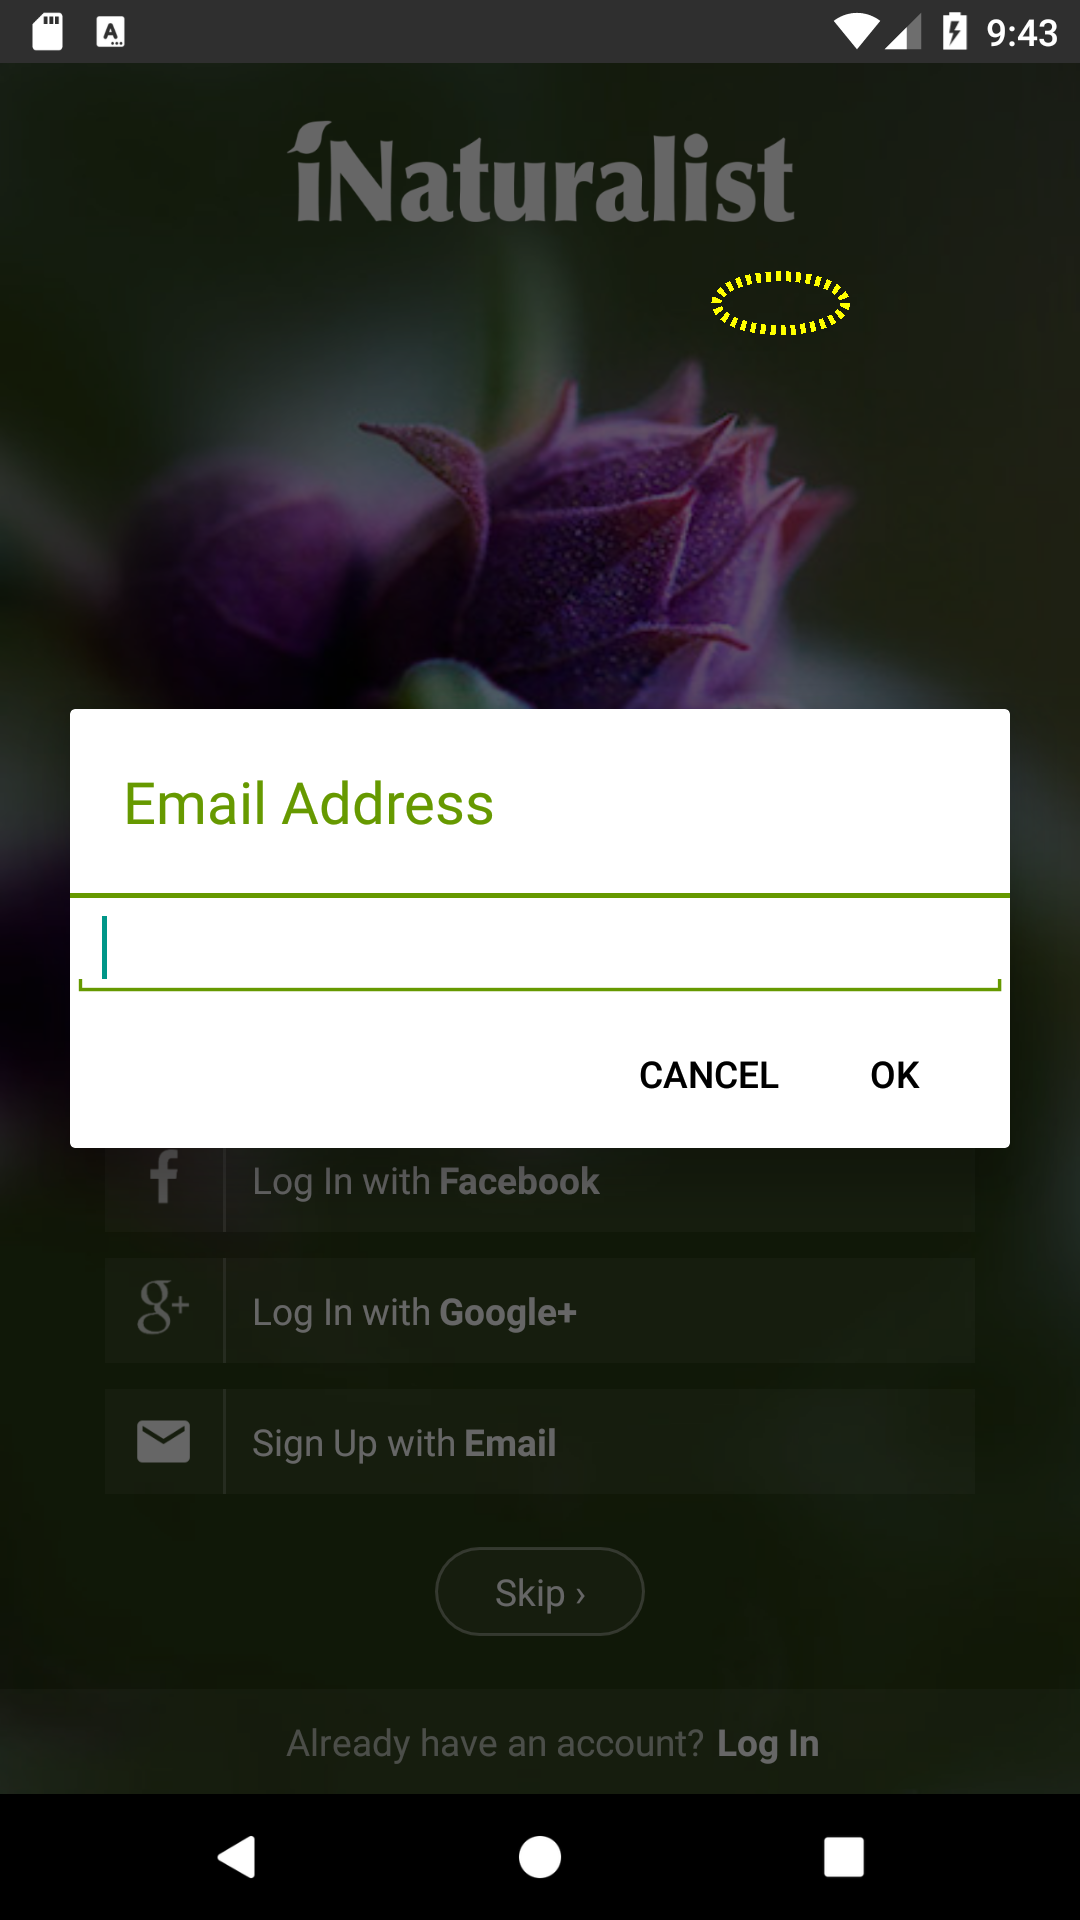 9:43
iNaturalist
Email Address
CANCEL OK
Log In with Facebook
g+ Log In with Google+
Sign Up with Email
Skip ›
Already have an account? Log In